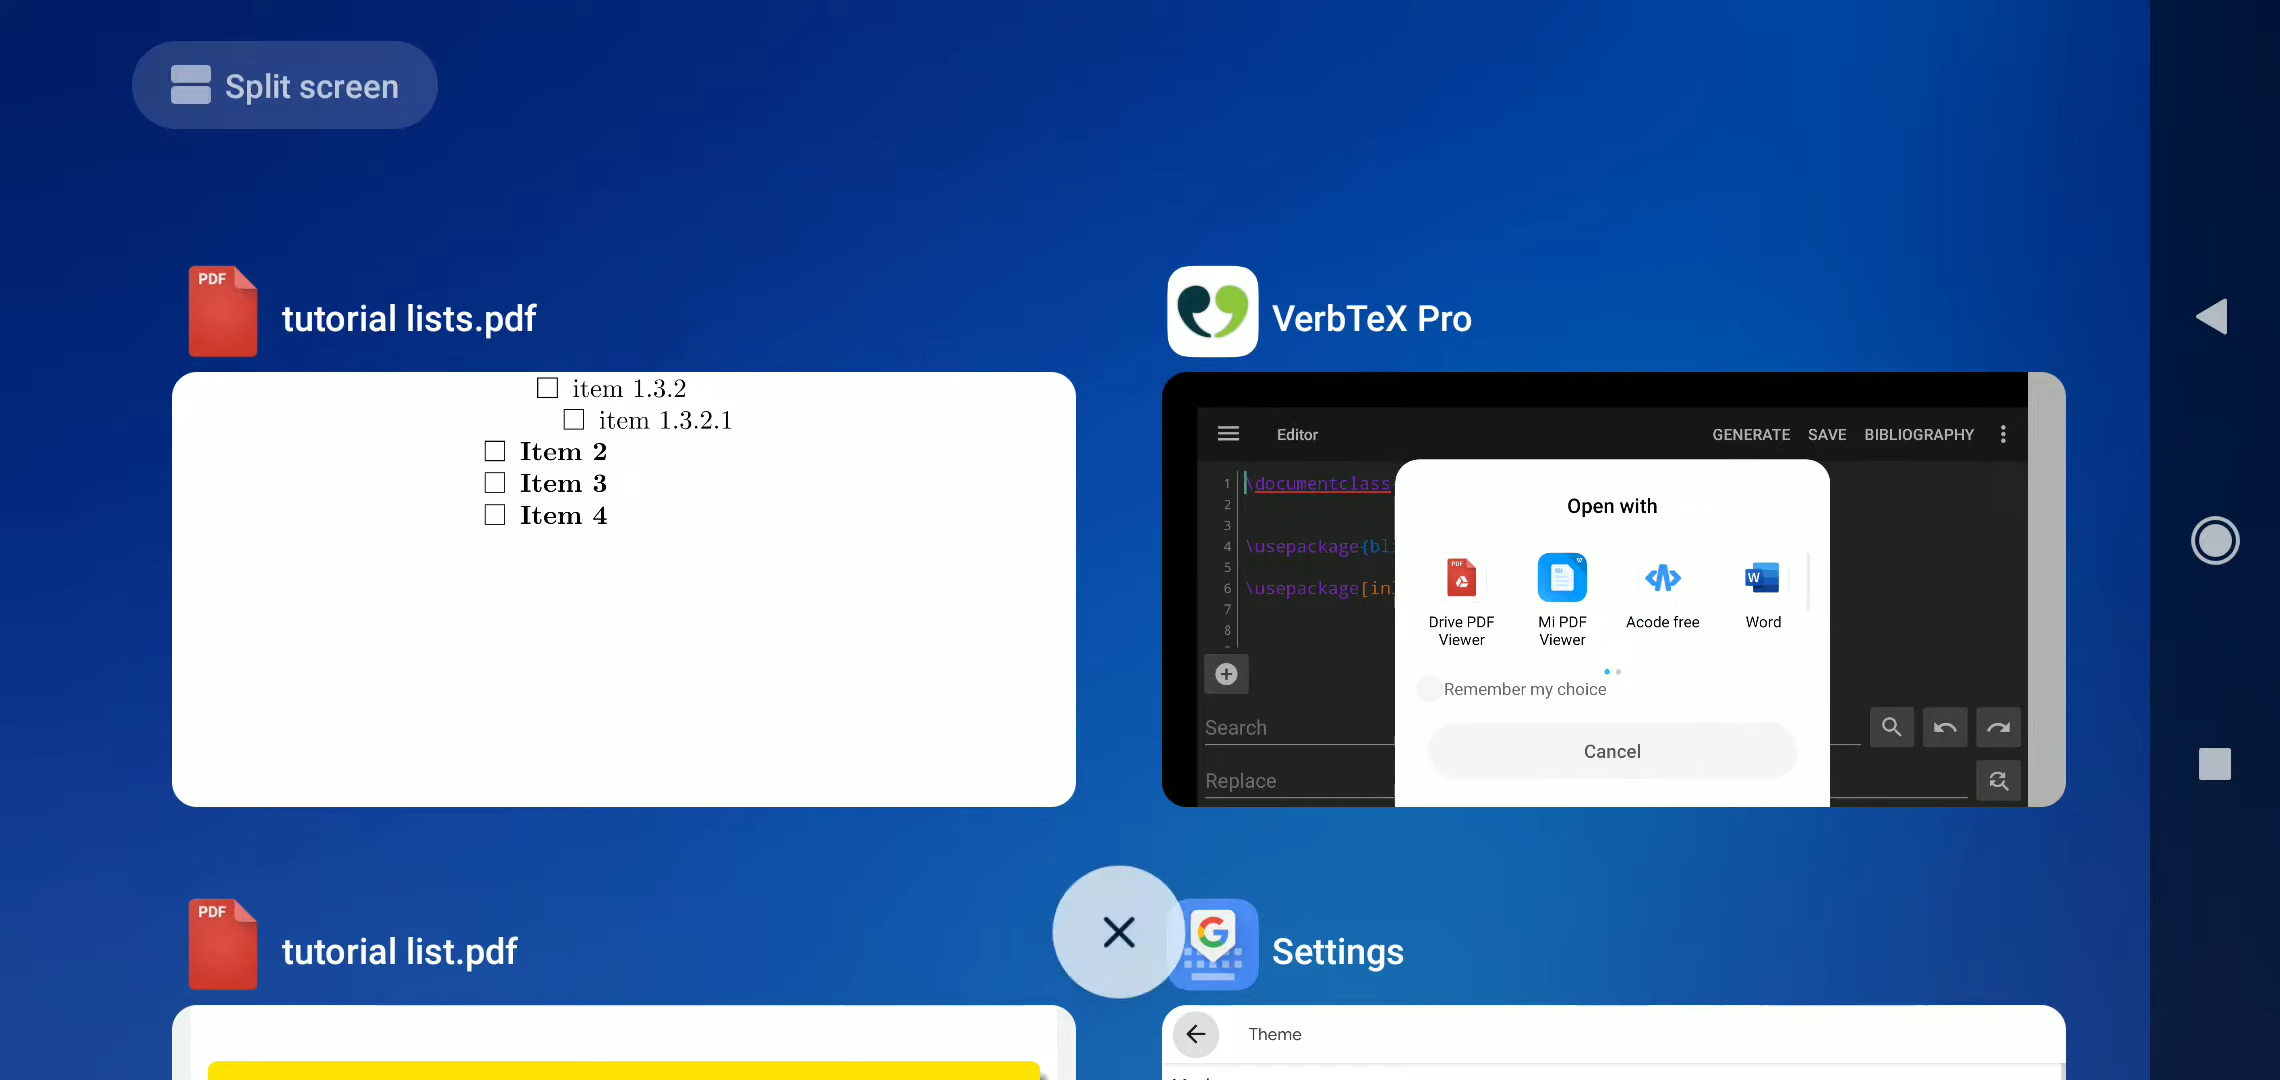 Split screen
PDF
tutorial lists.pdf
item 1.3.2
item 1.3.2.1
Item 2
Item 3
Item 4
VerbTeX Pro
Editor
GENERATE SAVE BIBLIOGRAPHY
1 \documentclass
2
3
4 \usepackage{bl
5
6 \usepackage[in
7
8
Open with
PDF
W
Drive PDF Viewer
Mi PDF Viewer
Acode free
Word
Remember my choice
Cancel
Search
Replace
PDF
tutorial list.pdf
G
Settings
Theme